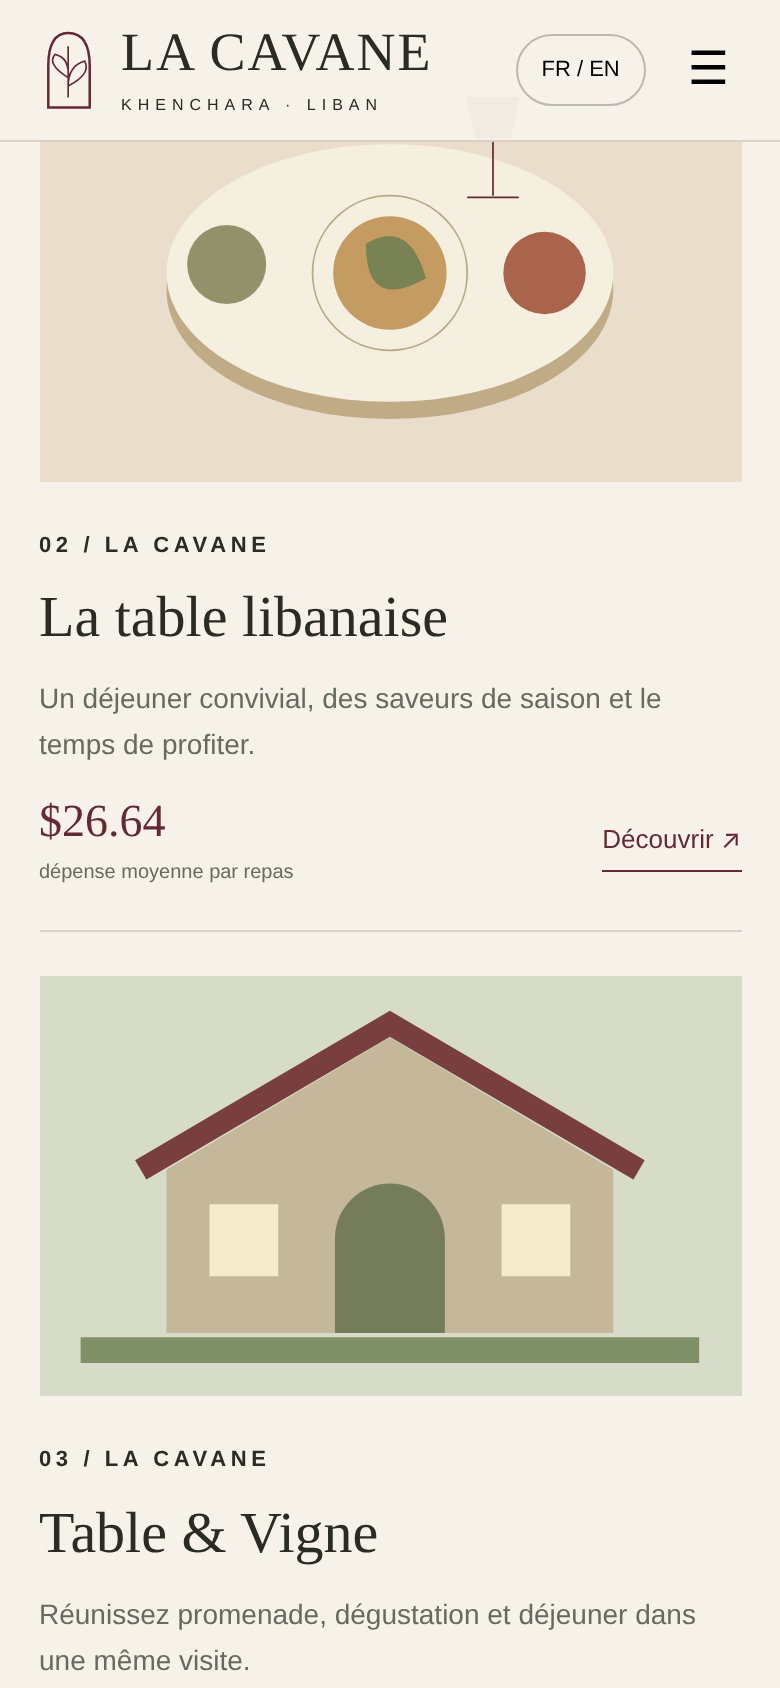 LA CAVANE
KHENCHARA · LIBAN
FR / EN
☰
02 / LA CAVANE
La table libanaise
Un déjeuner convivial, des saveurs de saison et le
temps de profiter.
$26.64
dépense moyenne par repas
Découvrir ↗
03 / LA CAVANE
Table & Vigne
Réunissez promenade, dégustation et déjeuner dans
une même visite.